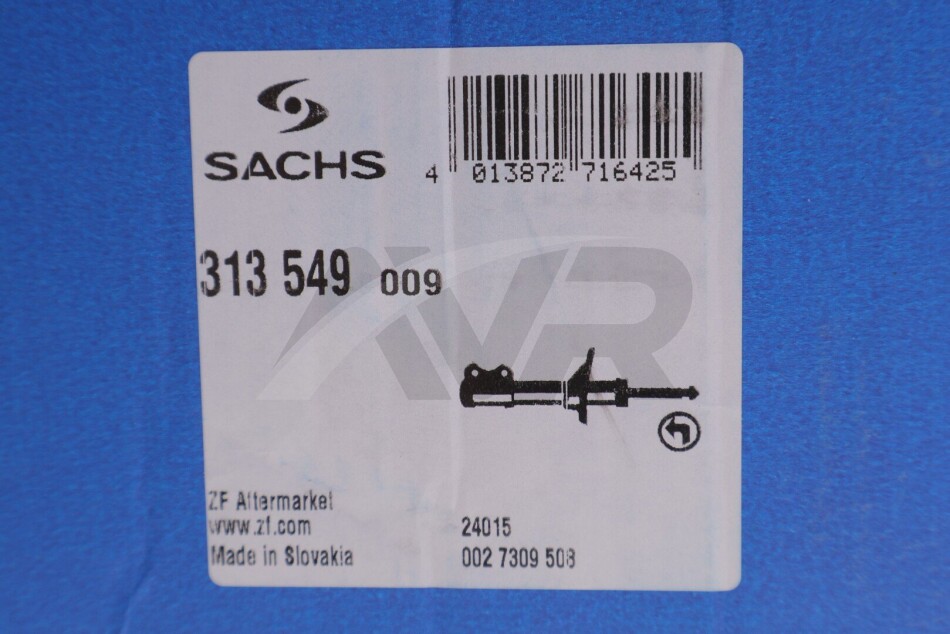 SACHS
4 013872 716425
313 549 009
AVR
ZF Aftermarket
www.zf.com
Made in Slovakia
24015
002 7309 508